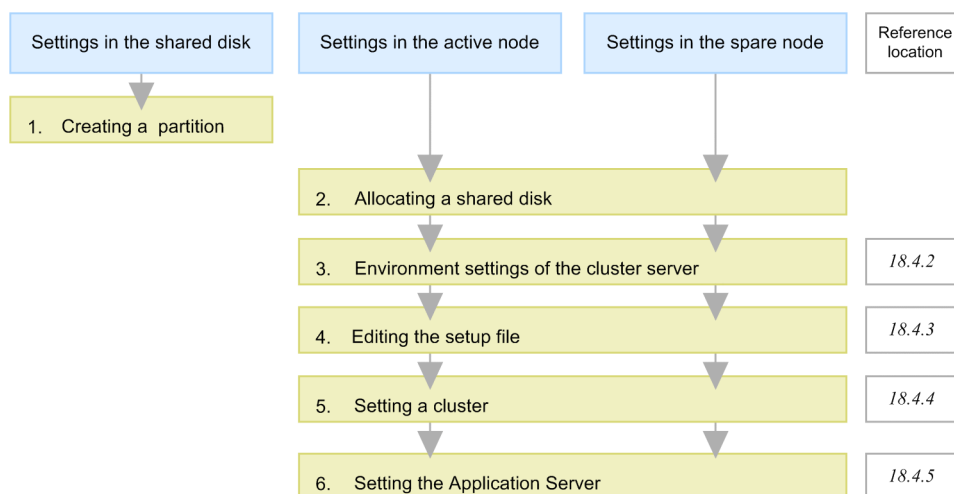 Settings in the shared disk
Settings in the active node
Settings in the spare node
Reference
location
1. Creating a partition
2. Allocating a shared disk
3. Environment settings of the cluster server
18.4.2
4. Editing the setup file
18.4.3
5. Setting a cluster
18.4.4
6. Setting the Application Server
18.4.5